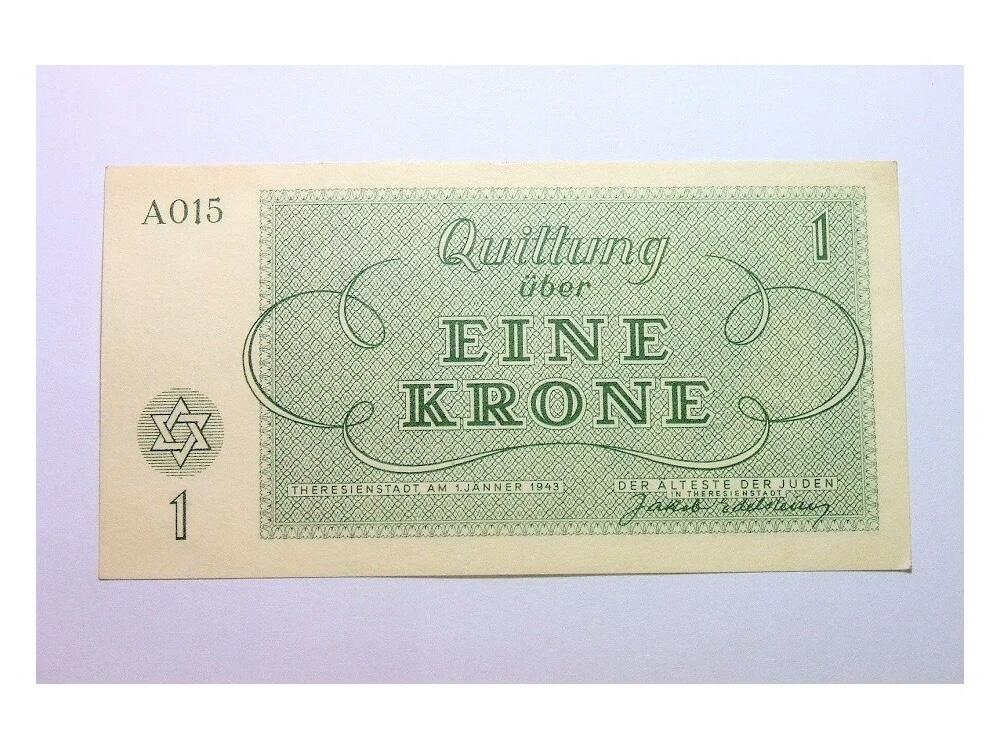 A015
1
Quittung
über
EINE
KRONE
THERESIENSTADT, AM 1. JÄNNER 1943
DER ÄLTESTE DER JUDEN
IN THERESIENSTADT
Jakob Edelstein
1